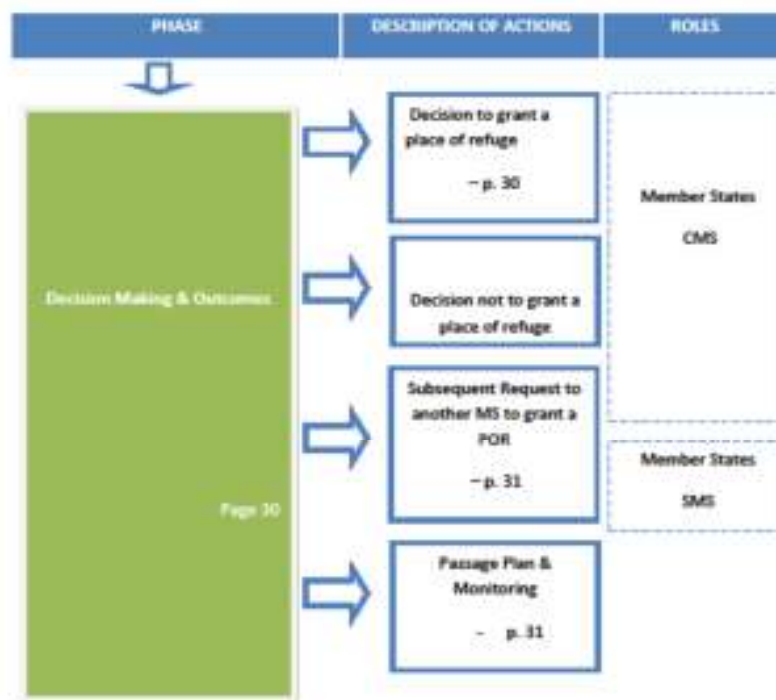 PHASE
DESCRIPTION OF ACTIONS
ROLES
Decision Making & Outcomes
Page 30
Decision to grant a
place of refuge
– p. 30
Decision not to grant a
place of refuge
Subsequent Request to
another MS to grant a
POR
– p. 31
Passage Plan &
Monitoring
- p. 31
Member States
CMS
Member States
SMS